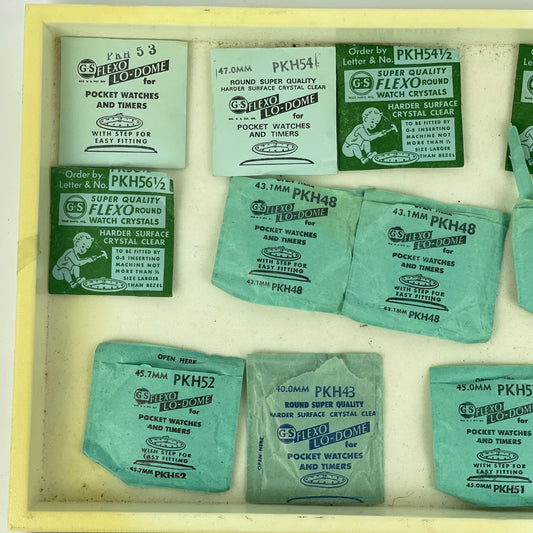 PKH 53
G-S FLEXO
LO-DOME
for
POCKET WATCHES
AND TIMERS
WITH STEP FOR
EASY FITTING
47.0MM PKH54½
ROUND SUPER QUALITY
HARDER SURFACE CRYSTAL CLEAR
G-S FLEXO
LO-DOME
for
POCKET WATCHES
AND TIMERS
WITH STEP FOR
EASY FITTING
Order by
Letter & No. PKH54½
G-S
SUPER QUALITY
FLEXO ROUND
WATCH CRYSTALS
HARDER SURFACE
CRYSTAL CLEAR
TO BE FITTED BY
G-S INSERTING
MACHINE NOT
MORE THAN ½
SIZE LARGER
THAN BEZEL
Order by
Letter & No. PKH56½
G-S
SUPER QUALITY
FLEXO ROUND
WATCH CRYSTALS
HARDER SURFACE
CRYSTAL CLEAR
TO BE FITTED BY
G-S INSERTING
MACHINE NOT
MORE THAN ½
SIZE LARGER
THAN BEZEL
43.1MM PKH48
G-S FLEXO
LO-DOME
for
POCKET WATCHES
AND TIMERS
WITH STEP FOR
EASY FITTING
43.1MM PKH48
43.1MM PKH48
G-S FLEXO
LO-DOME
for
POCKET WATCHES
AND TIMERS
WITH STEP FOR
EASY FITTING
43.1MM PKH48
OPEN HERE
45.7MM PKH52
G-S FLEXO
LO-DOME
for
POCKET WATCHES
AND TIMERS
WITH STEP FOR
EASY FITTING
45.7MM PKH52
40.0MM PKH43
ROUND SUPER QUALITY
HARDER SURFACE CRYSTAL CLEAR
G-S FLEXO
LO-DOME
for
POCKET WATCHES
AND TIMERS
OPEN HERE
45.0MM PKH5
G-S FLEXO
LO-DOME
for
POCKET WATCHES
AND TIMERS
WITH STEP FOR
EASY FITTING
45.0MM PKH51